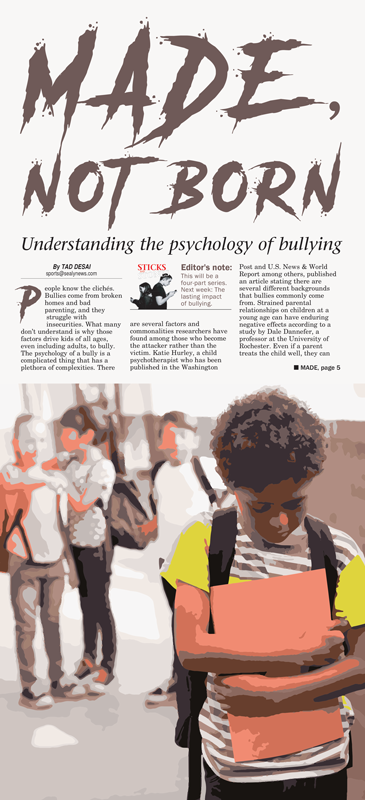 MADE,
NOT BORN
Understanding the psychology of bullying
By TAD DESAI
sports@sealynews.com
People know the clichés.
Bullies come from broken
homes and bad
parenting, and they
struggle with
insecurities. What many
don't understand is why those
factors drive kids of all ages,
even including adults, to bully.
The psychology of a bully is a
complicated thing that has a
plethora of complexities. There
STICKS
Editor's note:
This will be a
four-part series.
Next week: The
lasting impact
of bullying.
are several factors and
commonalities researchers have
found among those who become
the attacker rather than the
victim. Katie Hurley, a child
psychotherapist who has been
published in the Washington
Post and U.S. News & World
Report among others, published
an article stating there are
several different backgrounds
that bullies commonly come
from. Strained parental
relationships on children at a
young age can have enduring
negative effects according to a
study by Dale Dannefer, a
professor at the University of
Rochester. Even if a parent
treats the child well, they can
■ MADE, page 5